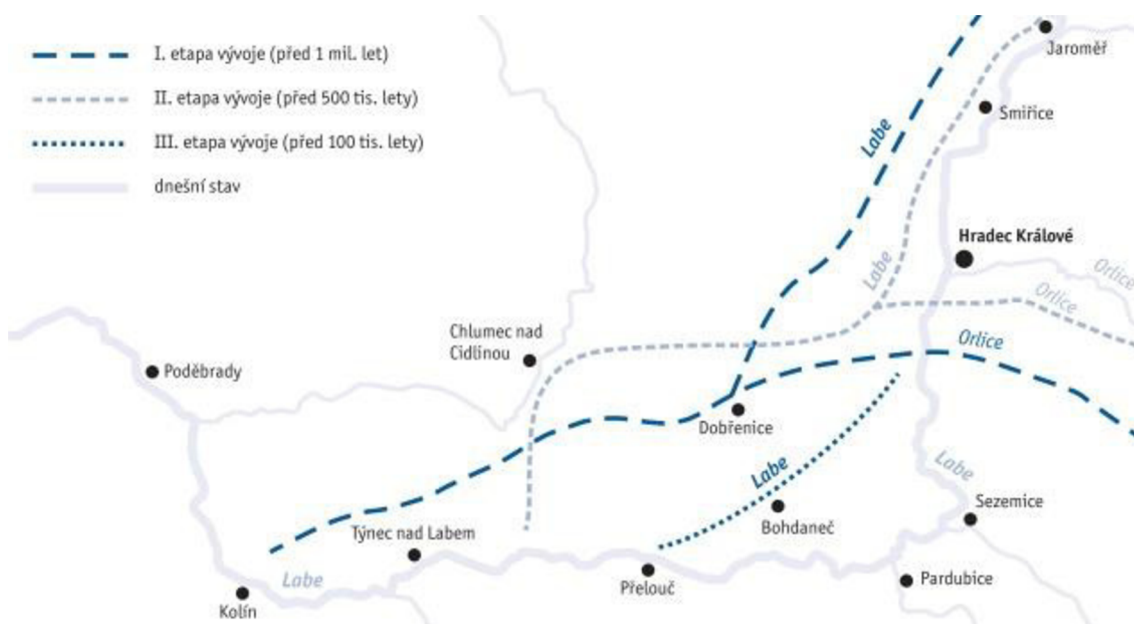 I. etapa vývoje (před 1 mil. let)
II. etapa vývoje (před 500 tis. lety)
III. etapa vývoje (před 100 tis. lety)
dnešní stav
Jaroměř
Smiřice
Labe
Hradec Králové
Labe
Orlice
Orlice
Orlice
Chlumec nad
Cidlinou
Poděbrady
Dobřenice
Labe
Labe
Sezemice
Bohdaneč
Týnec nad Labem
Labe
Přelouč
Pardubice
Kolín